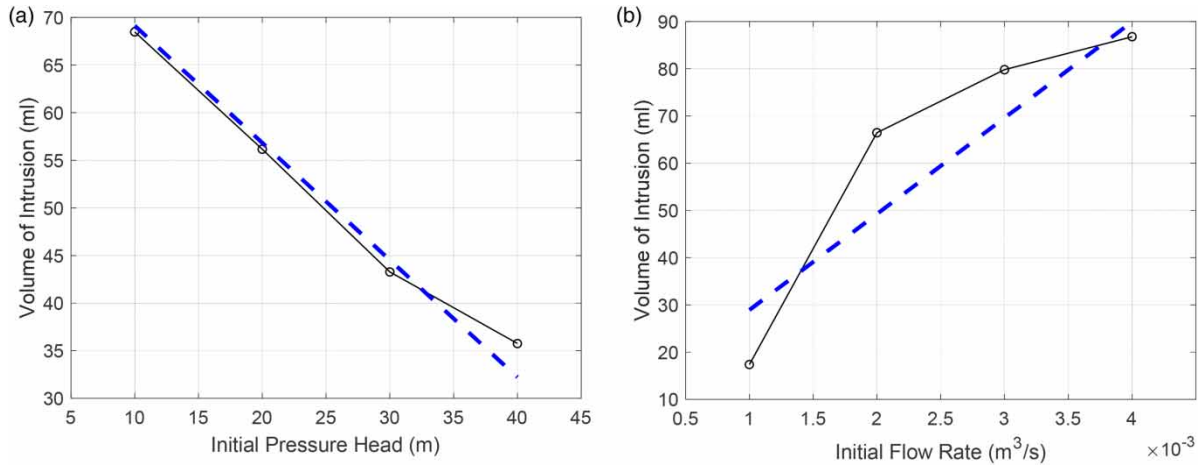 (a)
70
65
60
55
50
45
40
35
30
Volume of Intrusion (ml)
5 10 15 20 25 30 35 40 45
Initial Pressure Head (m)
(b)
90
80
70
60
50
40
30
20
10
Volume of Intrusion (ml)
0.5 1 1.5 2 2.5 3 3.5 4
Initial Flow Rate (m³/s) ×10⁻³